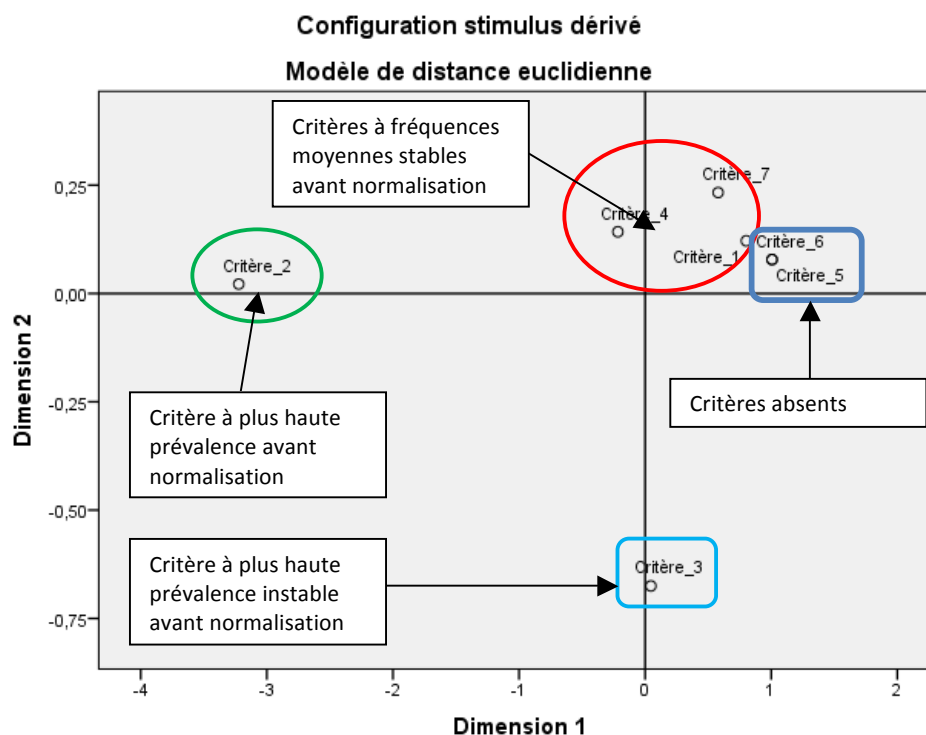 Configuration stimulus dérivé
Modèle de distance euclidienne
Critères à fréquences
moyennes stables
avant normalisation
Critère_7
Critère_4
Critère_1
Critère_6
Critère_5
Critère_2
Critère à plus haute
prévalence avant
normalisation
Critères absents
Critère à plus haute
prévalence instable
avant normalisation
Critère_3
Dimension 2
0,25
0,00
-0,25
-0,50
-0,75
-4 -3 -2 -1 0 1 2
Dimension 1